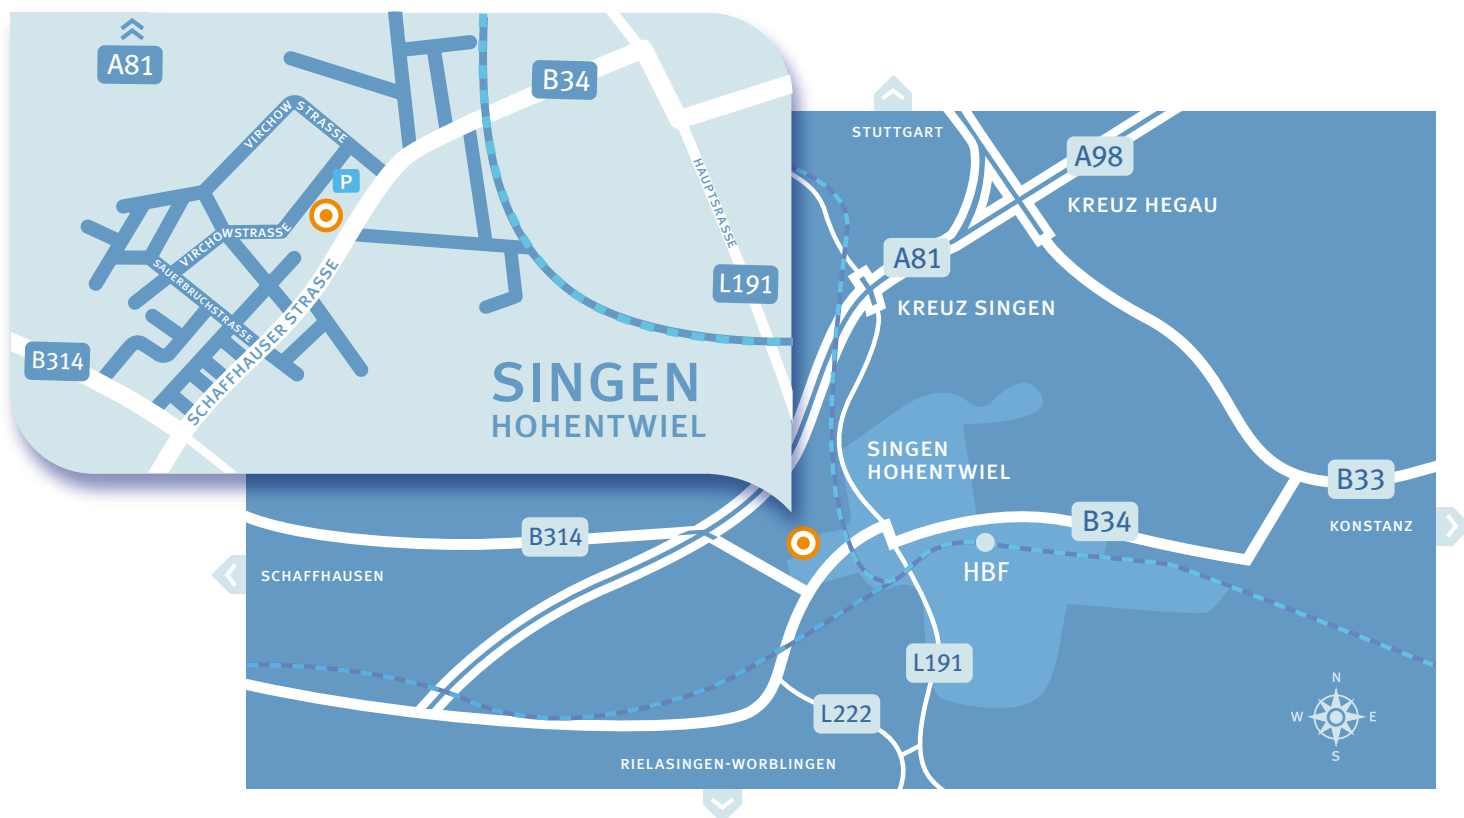 A81
B34
VIRCHOW STRASSE
P
HAUPTSRASSE
VIRCHOWSTRASSE
SAUERBRUCHSTRASSE
SCHAFFHAUSER STRASSE
L191
B314
SINGEN
HOHENTWIEL
STUTTGART
A98
KREUZ HEGAU
A81
KREUZ SINGEN
SINGEN
HOHENTWIEL
B33
KONSTANZ
B34
B314
SCHAFFHAUSEN
HBF
L191
L222
RIELASINGEN-WORBLINGEN
N
W
E
S